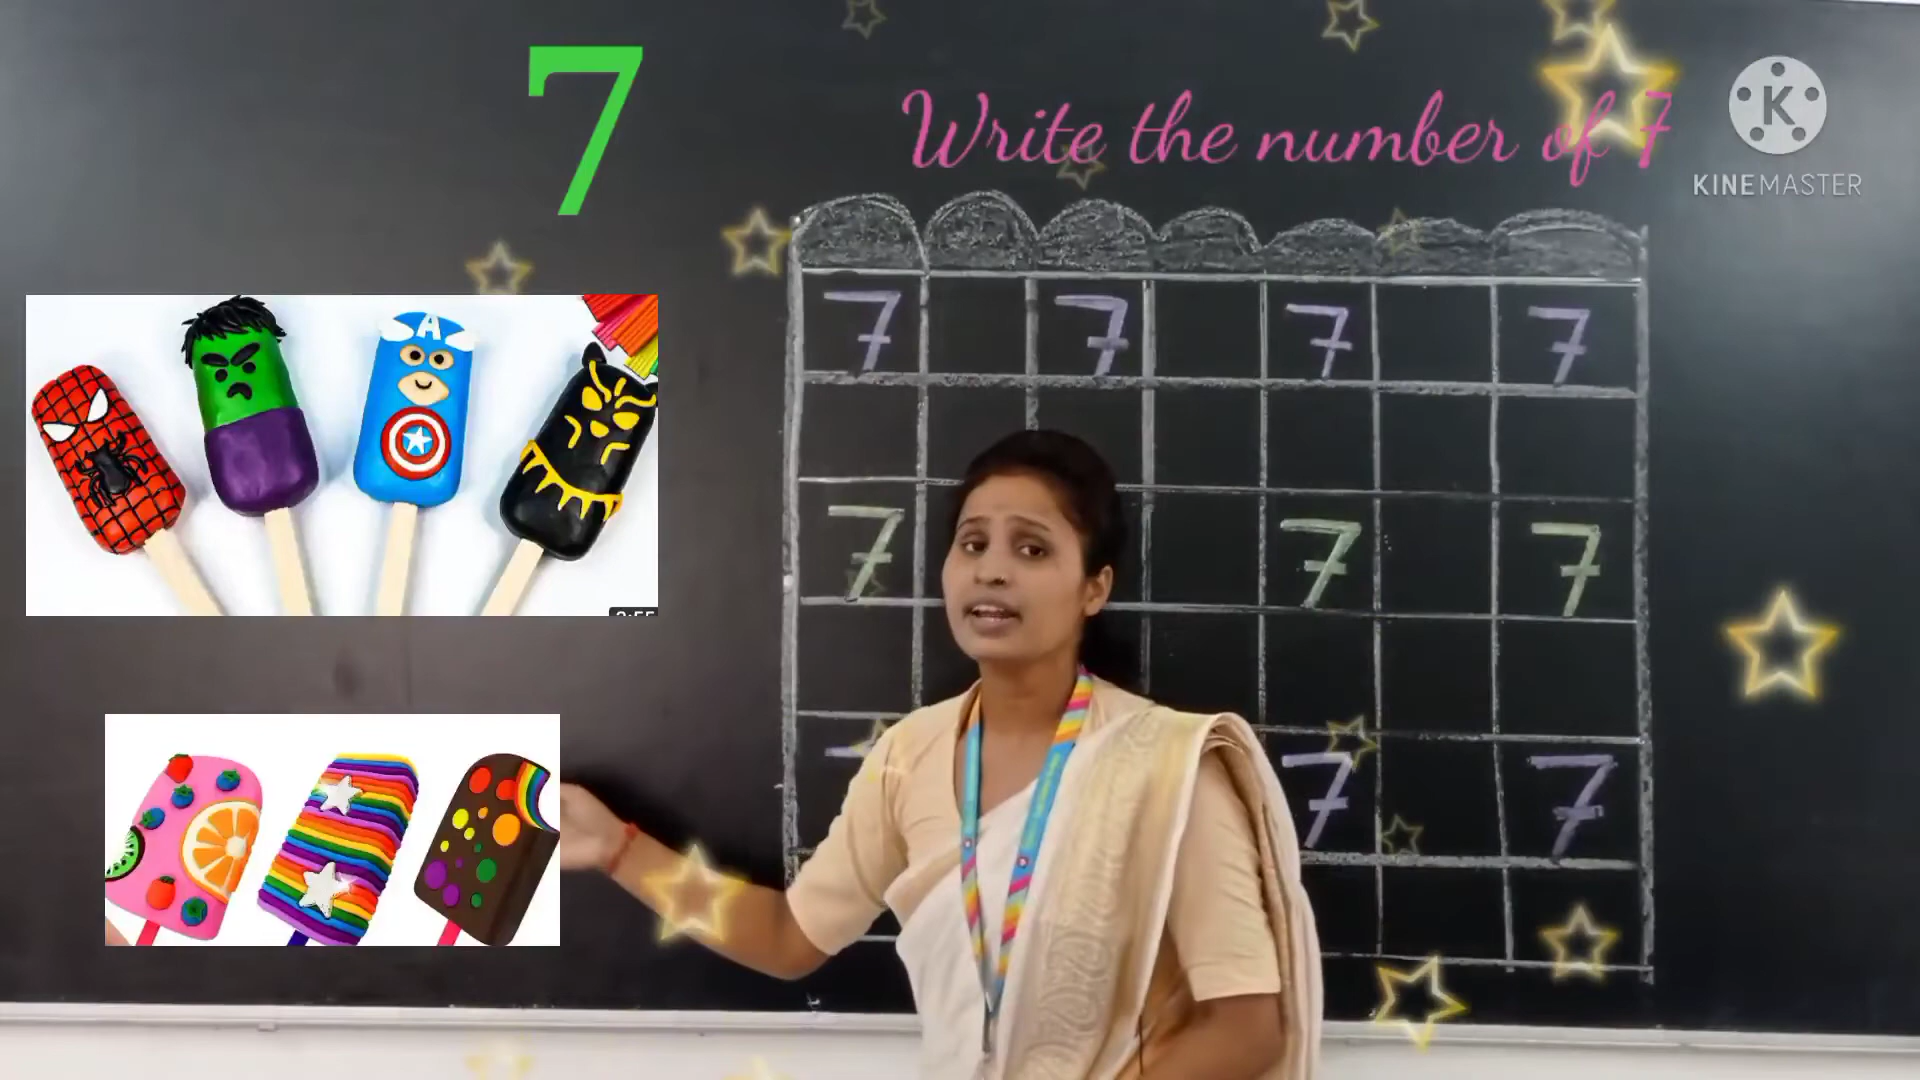 7
Write the number of 7
K
KINEMASTER
A
7 7 7 7
7 7 7
7 7